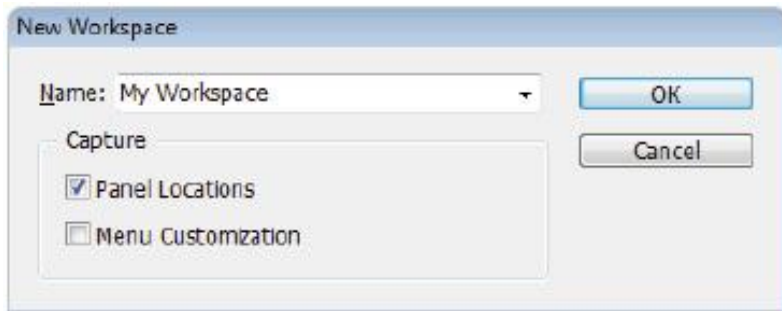 New Workspace
Name: My Workspace
OK
Capture
Cancel
Panel Locations
Menu Customization